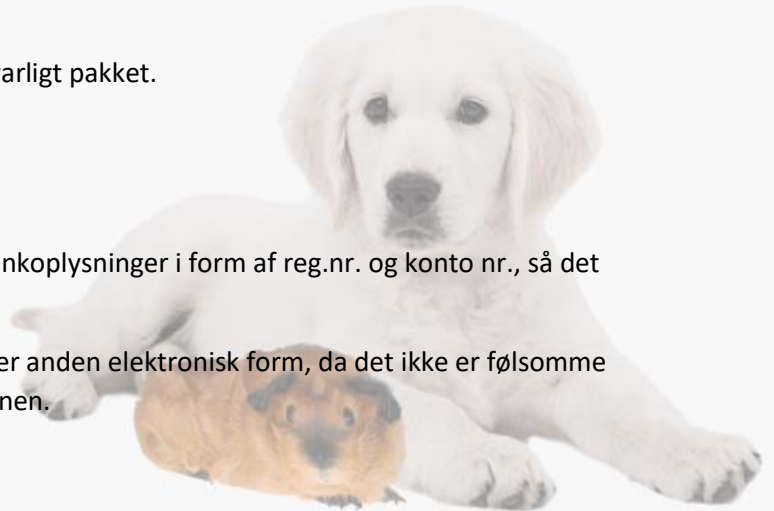 arligt pakket.
nkoplysninger i form af reg.nr. og konto nr., så det
er anden elektronisk form, da det ikke er følsomme
nen.